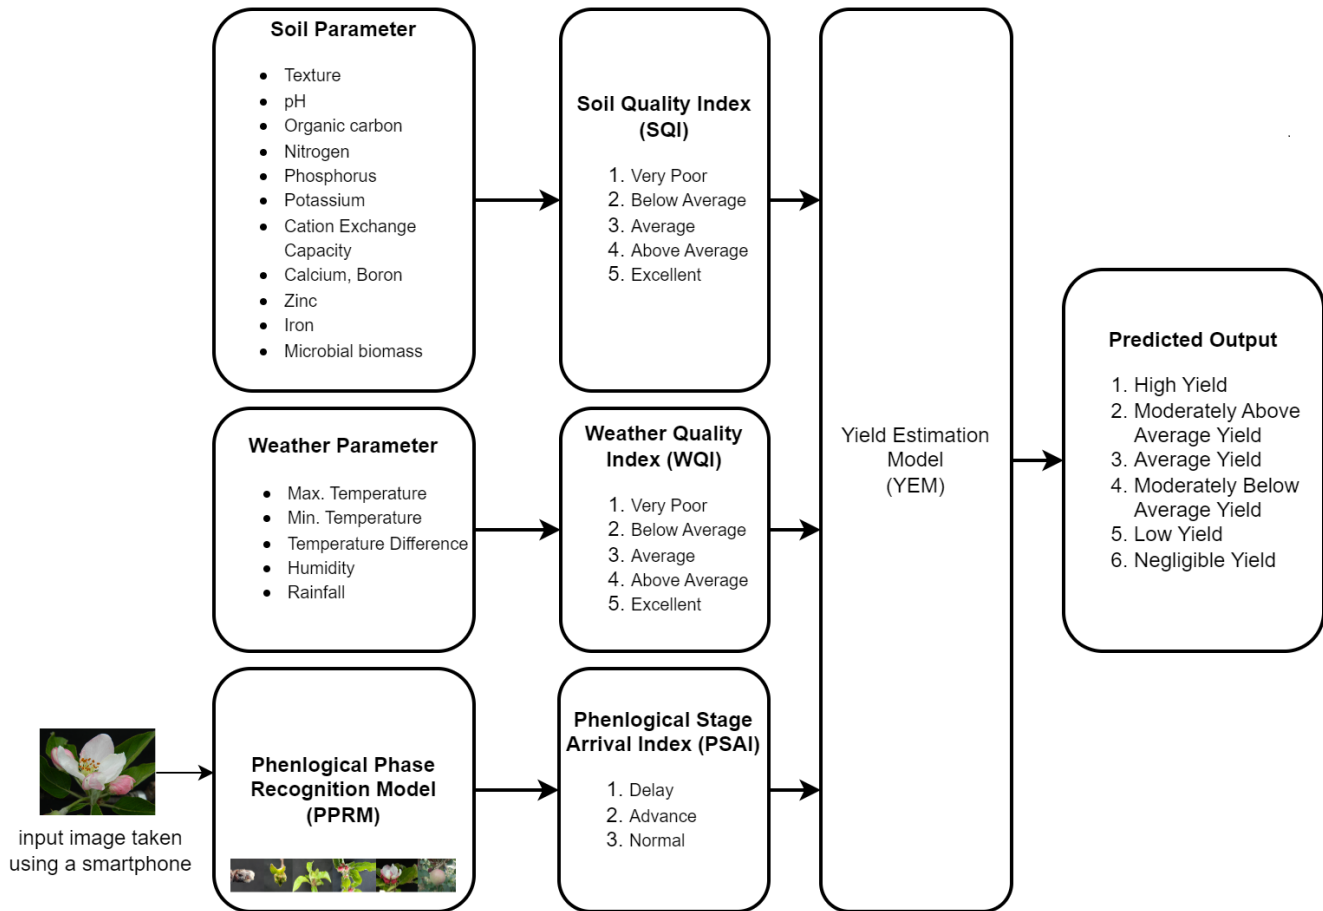 Soil Parameter
● Texture
● pH
● Organic carbon
● Nitrogen
● Phosphorus
● Potassium
● Cation Exchange
Capacity
● Calcium, Boron
● Zinc
● Iron
● Microbial biomass
Soil Quality Index
(SQI)
1. Very Poor
2. Below Average
3. Average
4. Above Average
5. Excellent
Weather Parameter
● Max. Temperature
● Min. Temperature
● Temperature Difference
● Humidity
● Rainfall
Weather Quality
Index (WQI)
1. Very Poor
2. Below Average
3. Average
4. Above Average
5. Excellent
input image taken
using a smartphone
Phenlogical Phase
Recognition Model
(PPRM)
Phenlogical Stage
Arrival Index (PSAI)
1. Delay
2. Advance
3. Normal
Yield Estimation
Model
(YEM)
Predicted Output
1. High Yield
2. Moderately Above
Average Yield
3. Average Yield
4. Moderately Below
Average Yield
5. Low Yield
6. Negligible Yield
.